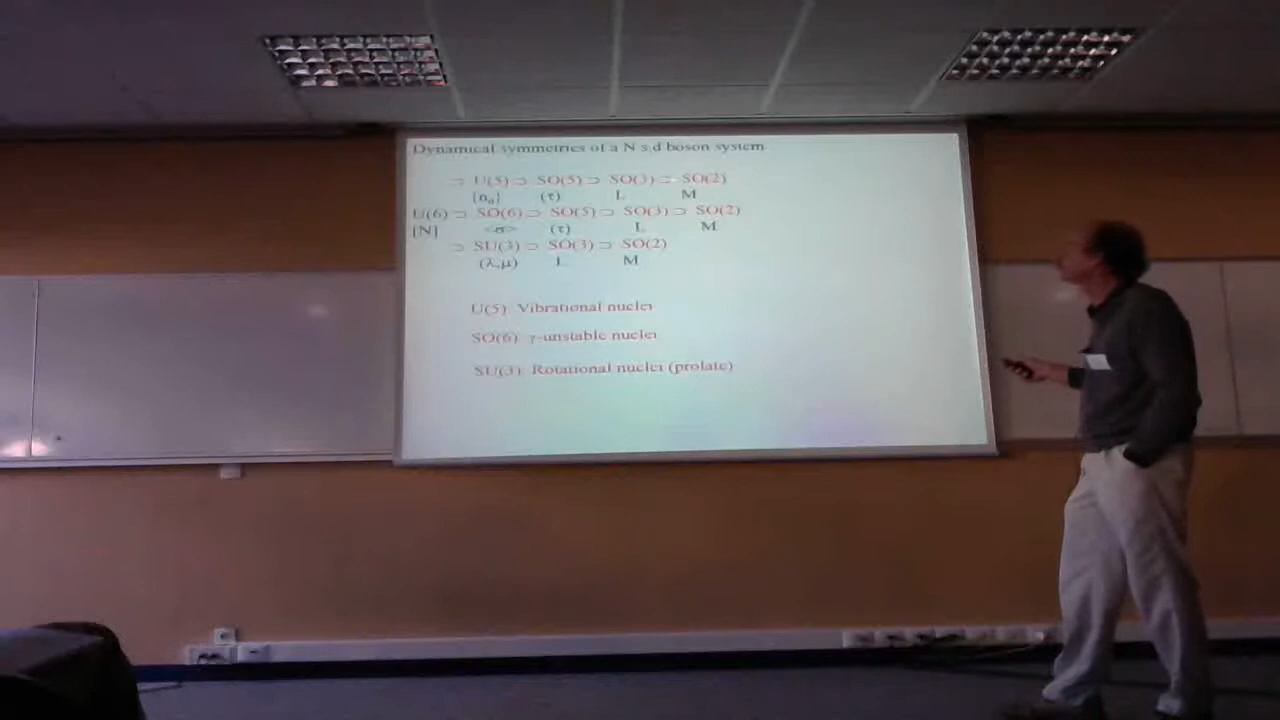 Dynamical symmetries of a N s,d boson system
⊃ U(5) ⊃ SO(5) ⊃ SO(3) ⊃ SO(2)
{n_d} (τ) L M
U(6) ⊃ SO(6) ⊃ SO(5) ⊃ SO(3) ⊃ SO(2)
[N] <σ> (τ) L M
⊃ SU(3) ⊃ SO(3) ⊃ SO(2)
(λ,μ) L M
U(5) Vibrational nuclei
SO(6) γ-unstable nuclei
SU(3) Rotational nuclei (prolate)